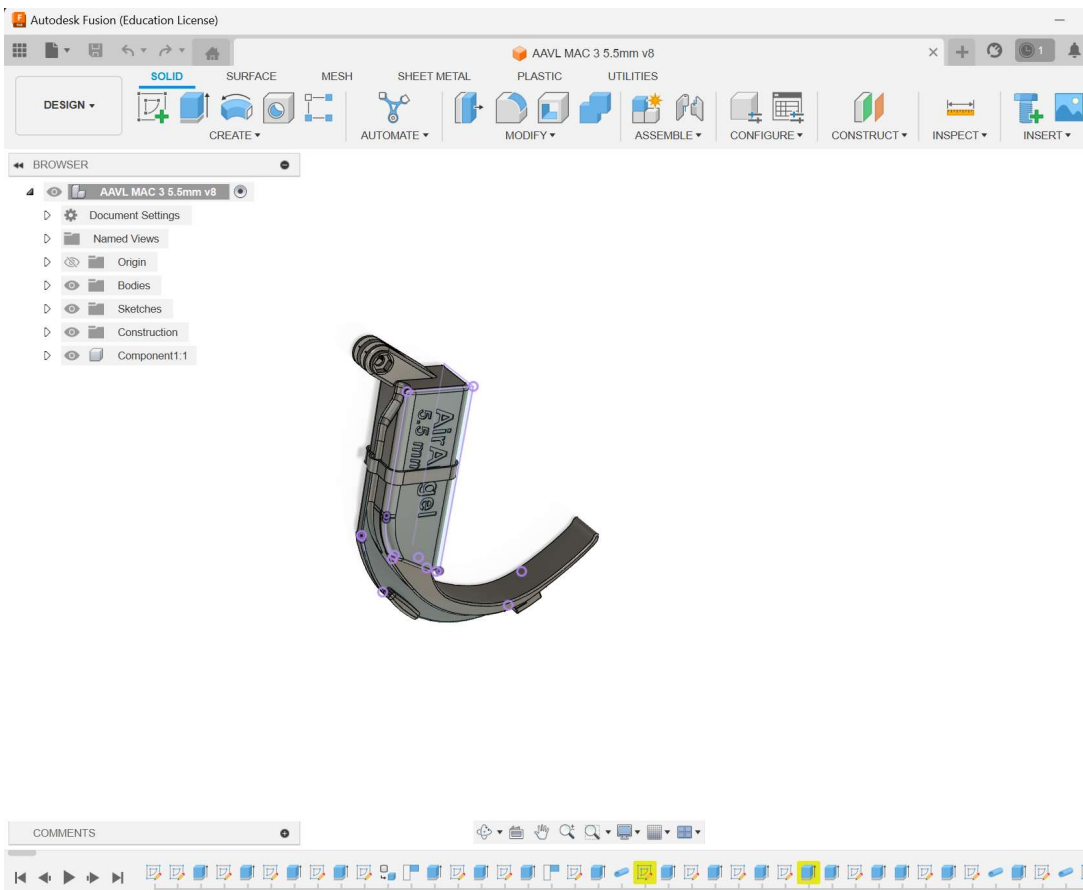 Autodesk Fusion (Education License)
AAVL MAC 3 5.5mm v8
1
SOLID SURFACE MESH SHEET METAL PLASTIC UTILITIES
DESIGN
CREATE AUTOMATE MODIFY ASSEMBLE CONFIGURE CONSTRUCT INSPECT INSERT
BROWSER
AAVL MAC 3 5.5mm v8
Document Settings
Named Views
Origin
Bodies
Sketches
Construction
Component1:1
5.5 mm
COMMENTS